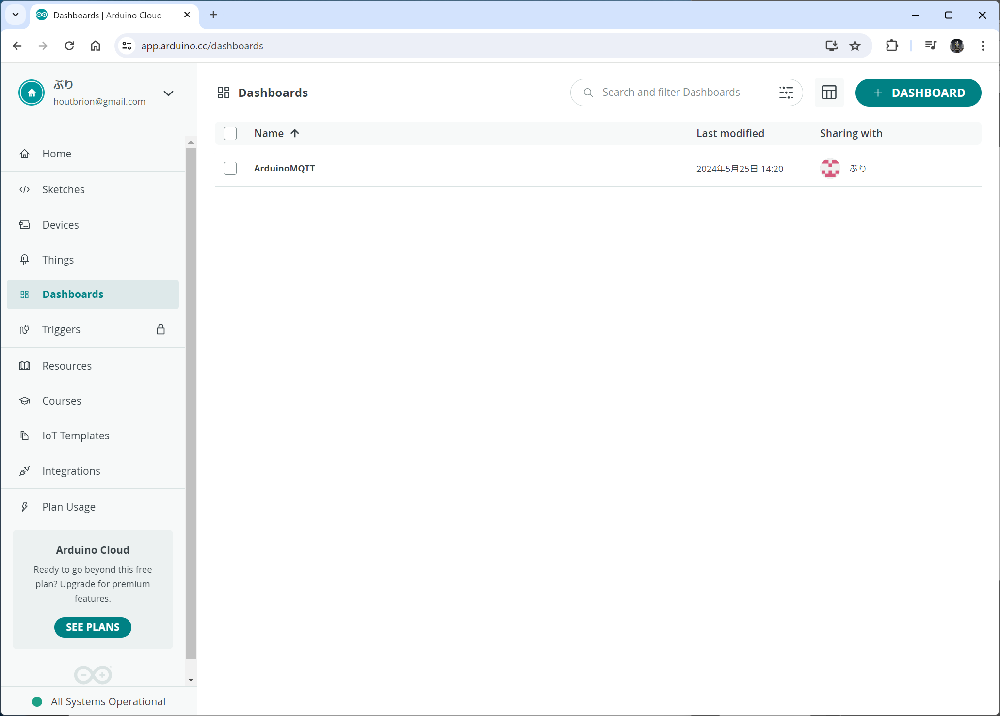 Dashboards | Arduino Cloud
app.arduino.cc/dashboards
ぶり
houtbrion@gmail.com
Home
Sketches
Devices
Things
Dashboards
Triggers
Resources
Courses
IoT Templates
Integrations
Plan Usage
Arduino Cloud
Ready to go beyond this free
plan? Upgrade for premium
features.
SEE PLANS
All Systems Operational
Dashboards
Search and filter Dashboards
+ DASHBOARD
Name Last modified Sharing with
ArduinoMQTT 2024年5月25日 14:20 ぶり